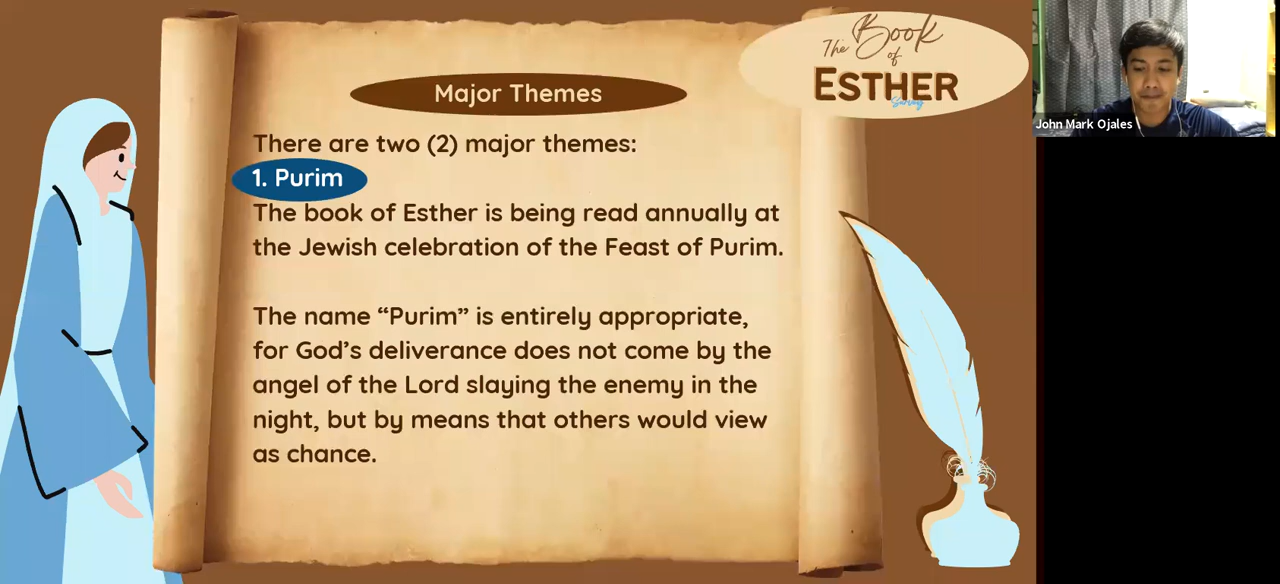 The Book
of
ESTHER
Survey
Major Themes
There are two (2) major themes:
1. Purim
The book of Esther is being read annually at
the Jewish celebration of the Feast of Purim.
The name “Purim” is entirely appropriate,
for God’s deliverance does not come by the
angel of the Lord slaying the enemy in the
night, but by means that others would view
as chance.
John Mark Ojales